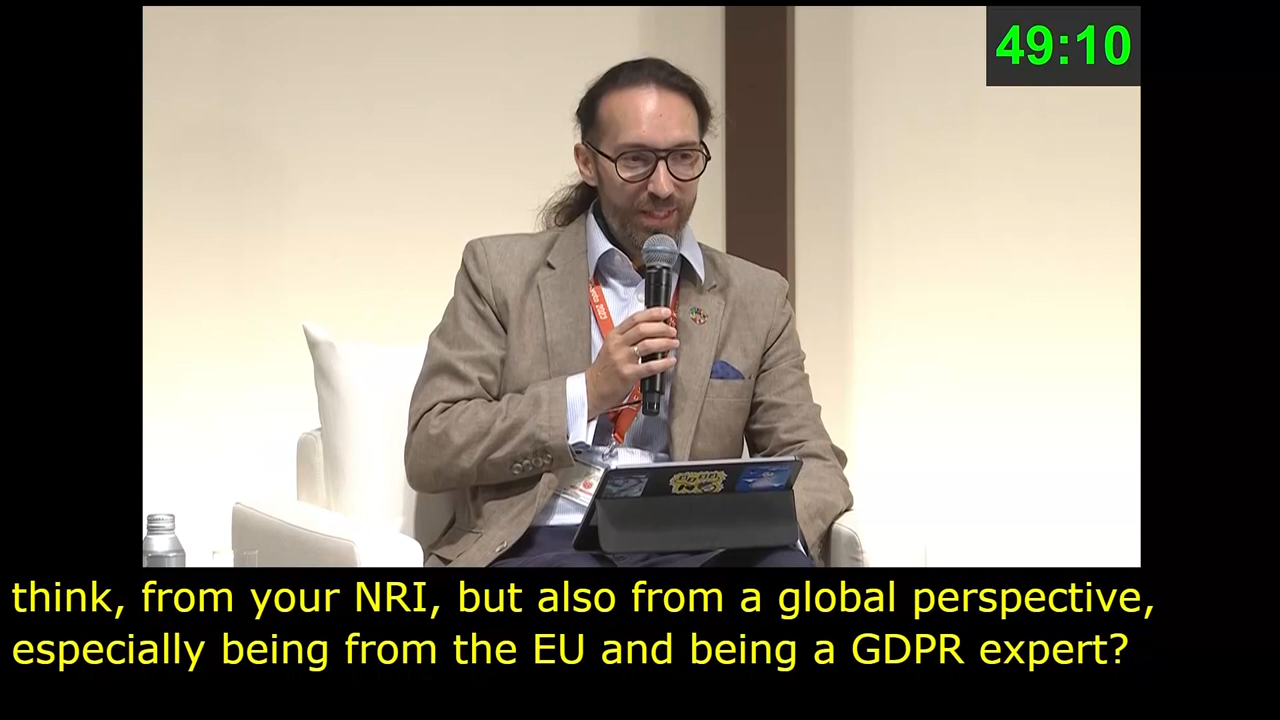 49:10
think, from your NRI, but also from a global perspective,
especially being from the EU and being a GDPR expert?